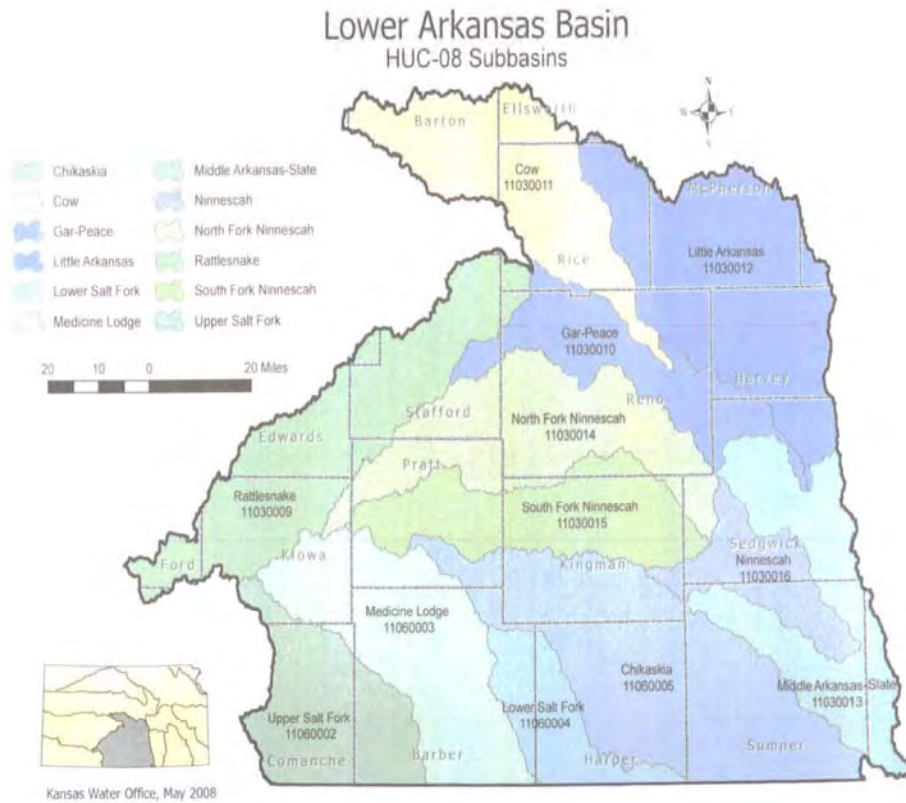 Lower Arkansas Basin
HUC-08 Subbasins
N
W
S
Ellsworth
Barton
Cow
11030011
Rice
McPherson
Little Arkansas
11030012
Chikaskia
Cow
Gar-Peace
Little Arkansas
Lower Salt Fork
Medicine Lodge
Middle Arkansas-Slate
Ninnescah
North Fork Ninnescah
Rattlesnake
South Fork Ninnescah
Upper Salt Fork
20 10 0 20 Miles
Gar-Peace
11030010
Harvey
Reno
Stafford
North Fork Ninnescah
11030014
Edwards
Pratt
Rattlesnake
11030009
South Fork Ninnescah
11030015
Sedgwick
Ninnescah
11030016
Kiowa
Ford
Kingman
Medicine Lodge
11060003
Chikaskia
11060005
Middle Arkansas-Slate
11030013
Upper Salt Fork
11060002
Lower Salt Fork
11060004
Comanche
Barber
Harper
Sumner
Kansas Water Office, May 2008